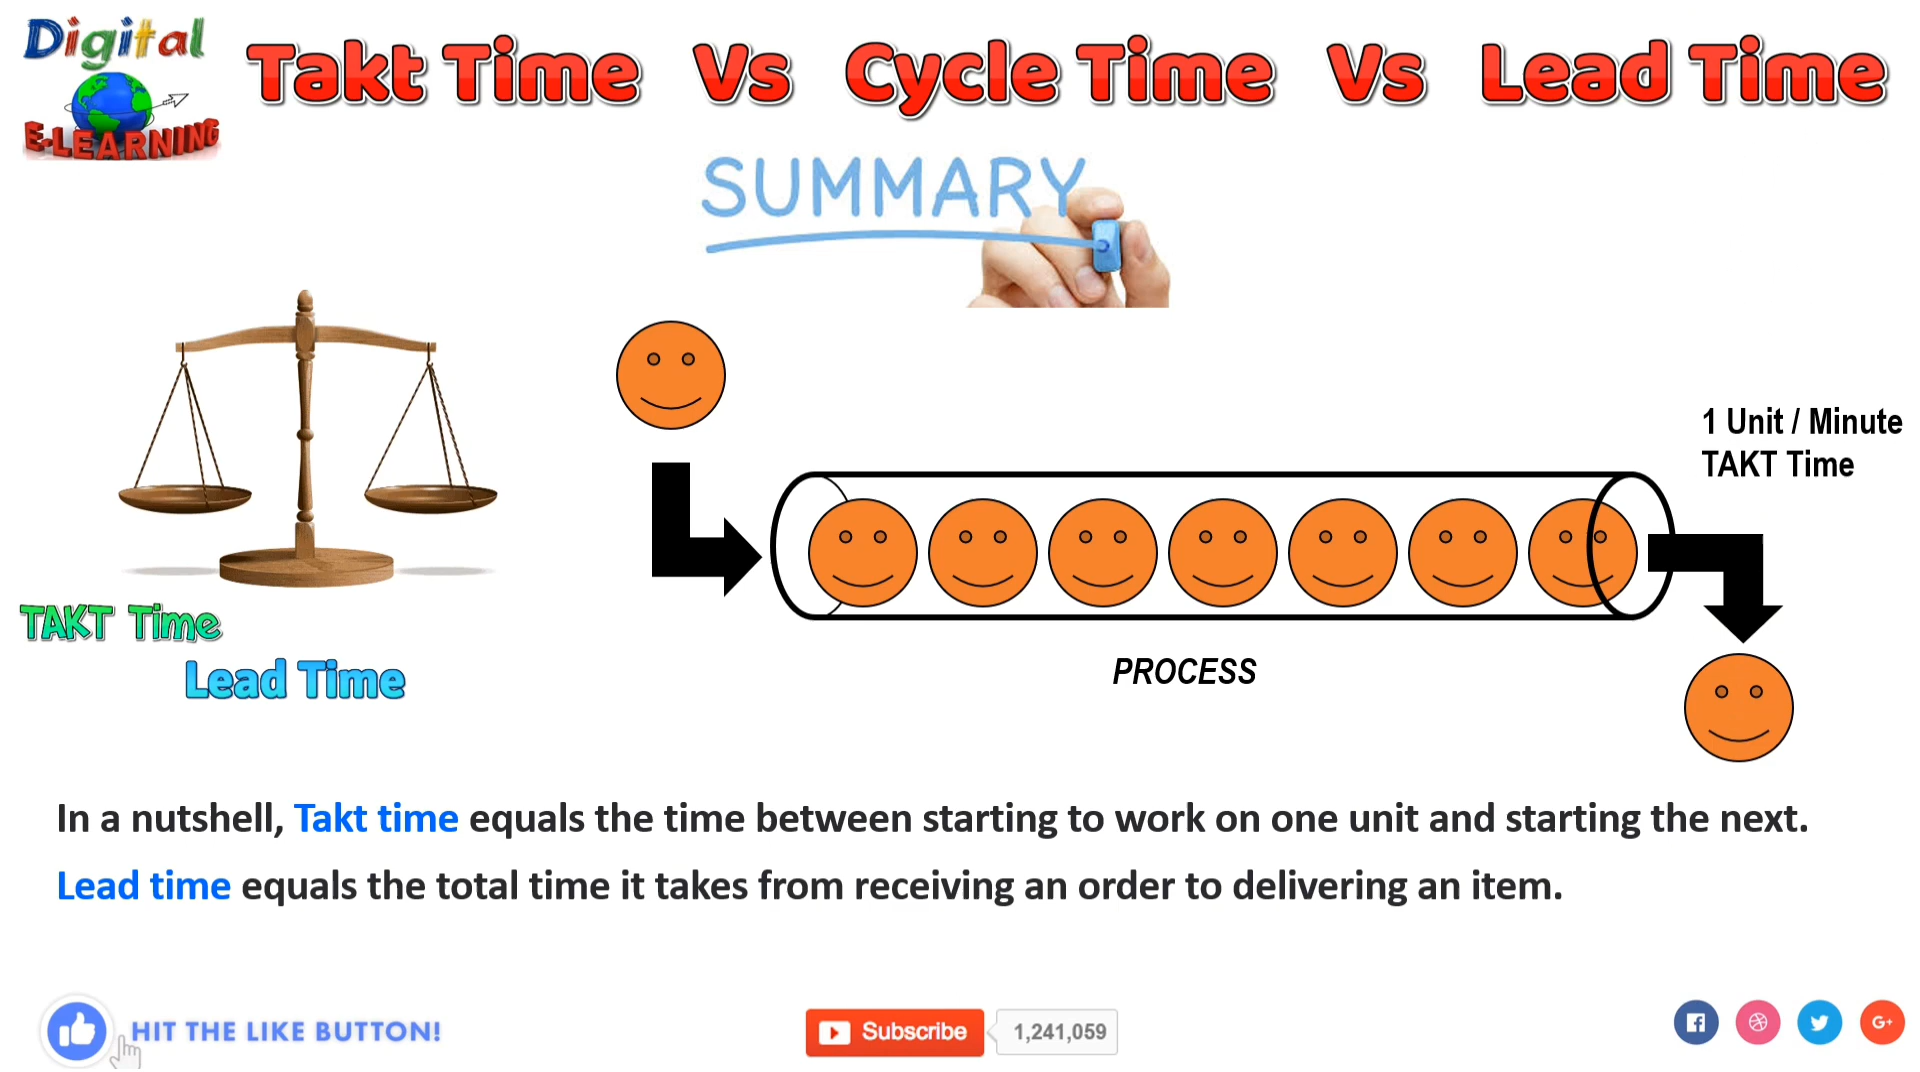 Digital
E-LEARNING
Takt Time Vs Cycle Time Vs Lead Time
SUMMARY
1 Unit / Minute
TAKT Time
TAKT Time
Lead Time
PROCESS
In a nutshell, Takt time equals the time between starting to work on one unit and starting the next.
Lead time equals the total time it takes from receiving an order to delivering an item.
HIT THE LIKE BUTTON!
Subscribe
1,241,059
G+